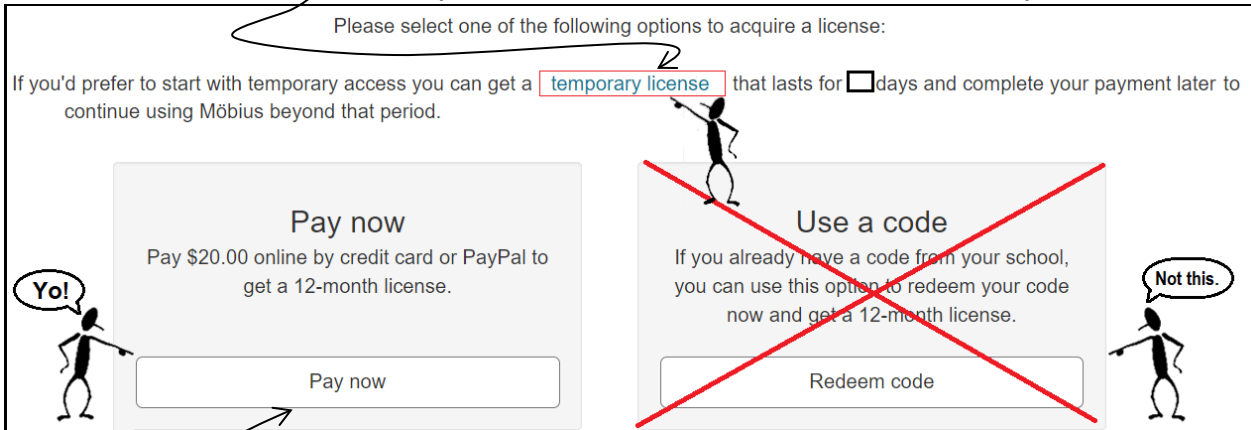 Please select one of the following options to acquire a license:
If you'd prefer to start with temporary access you can get a temporary license that lasts for days and complete your payment later to
continue using Möbius beyond that period.
Pay now
Pay $20.00 online by credit card or PayPal to
get a 12-month license.
Yo!
Pay now
Use a code
If you already have a code from your school,
you can use this option to redeem your code
now and get a 12-month license.
Not this.
Redeem code